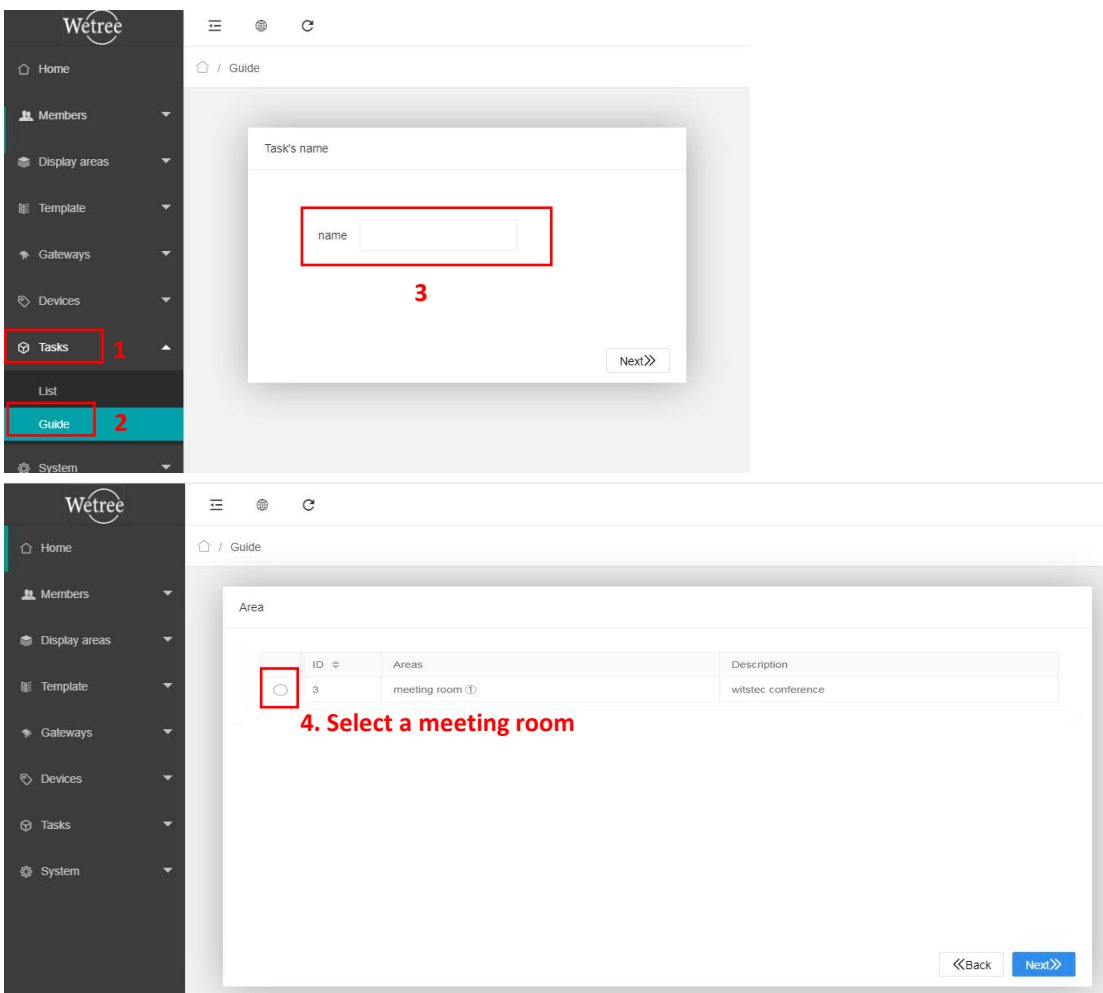 Wetree
Home
/ Guide
Members
Task's name
Display areas
Template
name
Gateways
3
Devices
Tasks
1
Next
List
Guide
2
System
Wetree
Home
/ Guide
Members
Area
Display areas
ID Areas Description
Template
3 meeting room ① witstec conference
4. Select a meeting room
Gateways
Devices
Tasks
System
Back Next